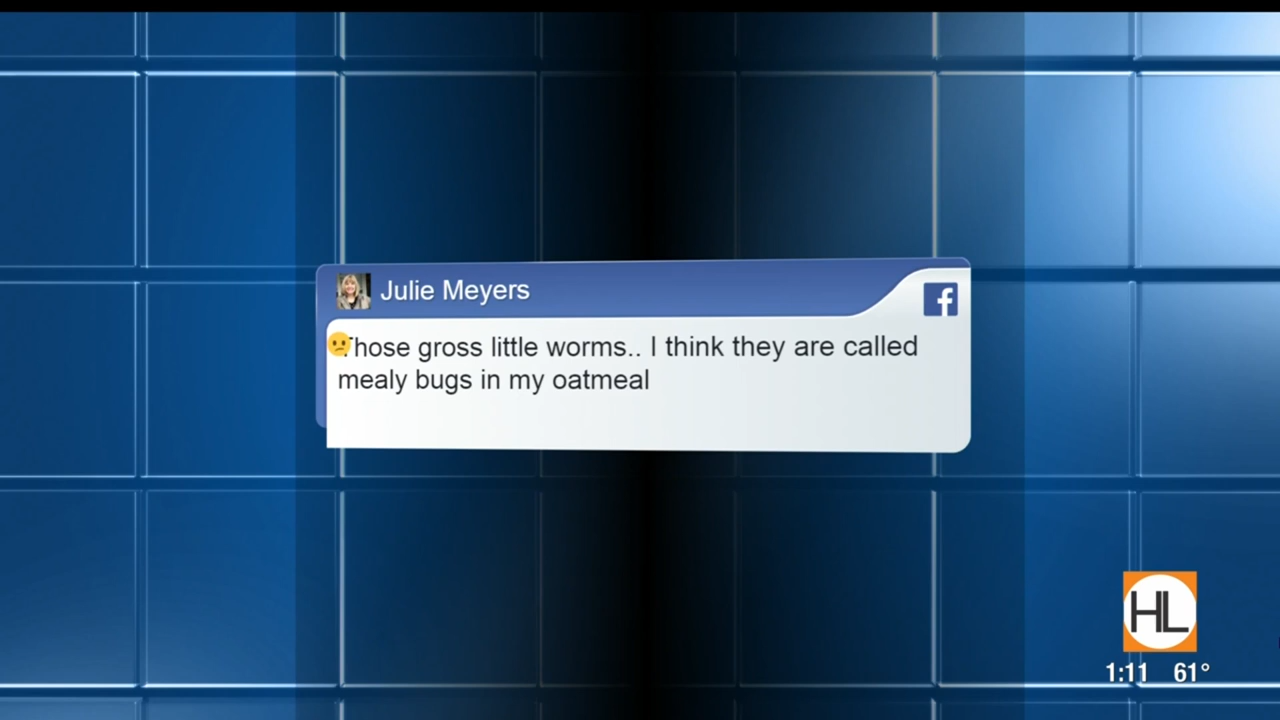 Julie Meyers
Those gross little worms.. I think they are called
mealy bugs in my oatmeal
HL
1:11 61°